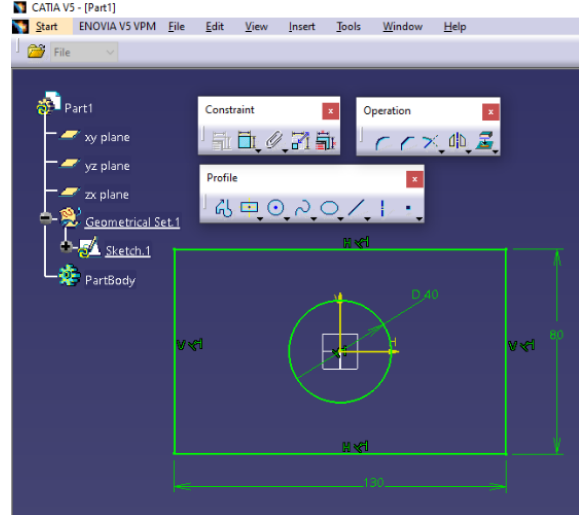 CATIA V5 - [Part1]
Start ENOVIA V5 VPM File Edit View Insert Tools Window Help
File
Part1
xy plane
yz plane
zx plane
Geometrical Set.1
Sketch.1
PartBody
Constraint x
Operation x
Profile x
H
D 40
V
H
V
V
80
H
130